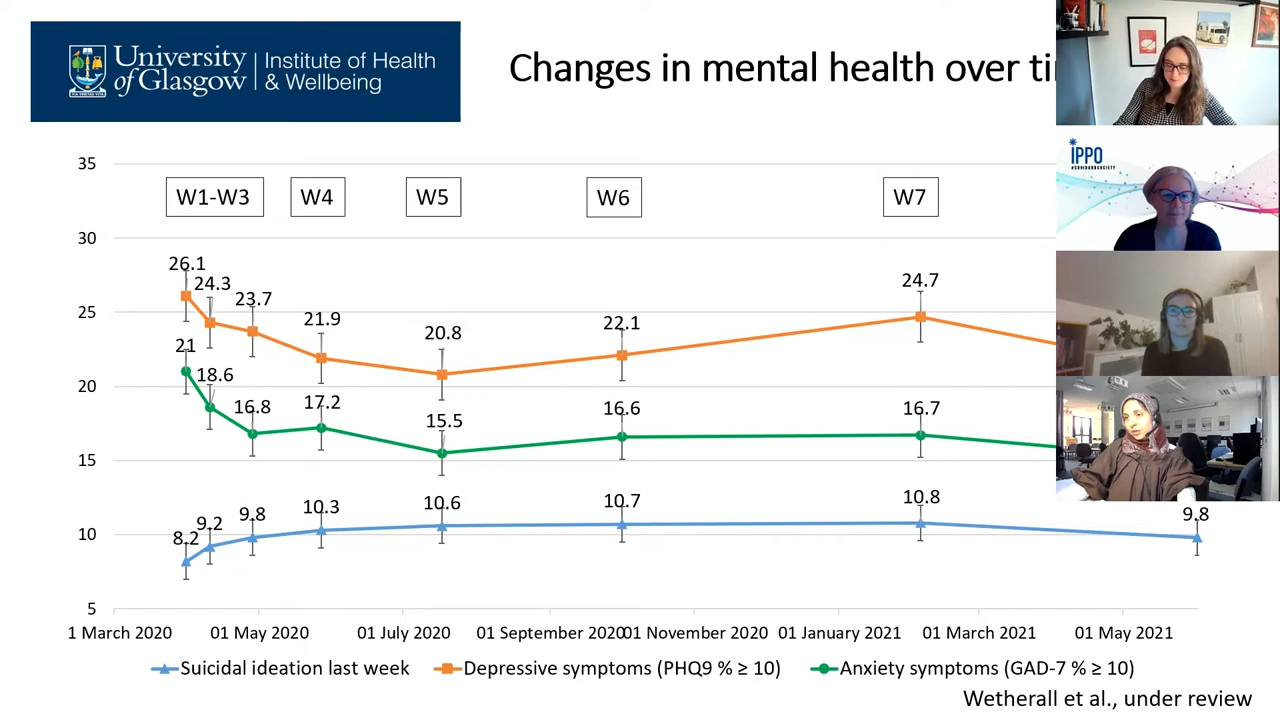 University
of Glasgow
Institute of Health
& Wellbeing
Changes in mental health over ti
iPPO
#COVIDANDSOCIETY
35
W1-W3
W4
W5
W6
W7
30
26.1
24.3
23.7
21.9
20.8
22.1
24.7
25
21
18.6
16.8
17.2
15.5
16.6
16.7
20
15
8.2
9.2
9.8
10.3
10.6
10.7
10.8
9.8
10
5
1 March 2020
01 May 2020
01 July 2020
01 September 2020
01 November 2020
01 January 2021
01 March 2021
01 May 2021
Suicidal ideation last week
Depressive symptoms (PHQ9 % ≥ 10)
Anxiety symptoms (GAD-7 % ≥ 10)
Wetherall et al., under review